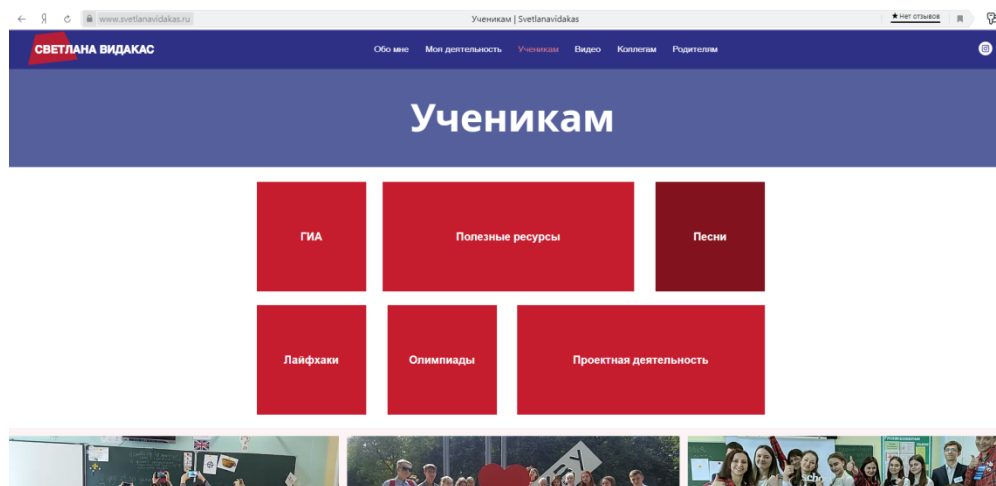 www.svetlanavidakas.ru
Ученикам | Svetlanavidakas
★ Нет отзывов
СВЕТЛАНА ВИДАКАС
Обо мне Моя деятельность Ученикам Видео Коллегам Родителям
Ученикам
ГИА Полезные ресурсы Песни
Лайфхаки Олимпиады Проектная деятельность